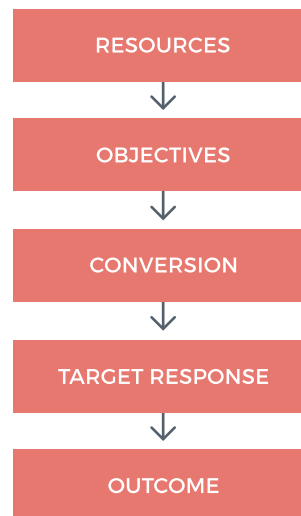 RESOURCES
OBJECTIVES
CONVERSION
TARGET RESPONSE
OUTCOME